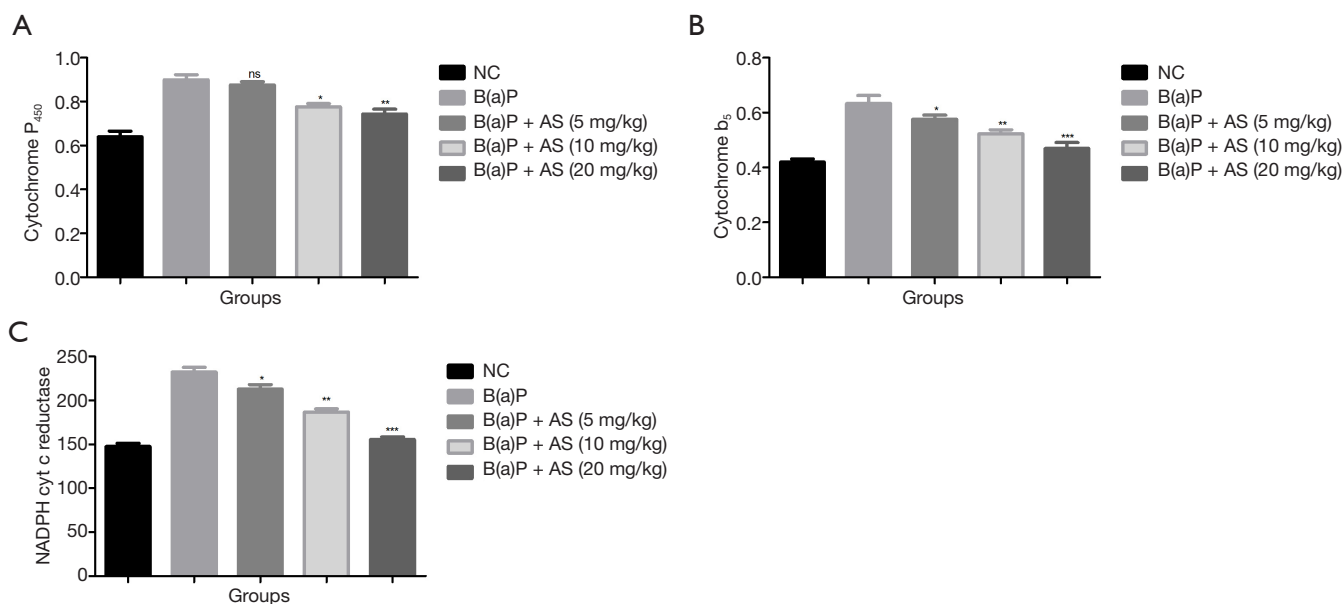 A
Cytochrome P450
1.0
0.8
0.6
0.4
0.2
0.0
ns
*
**
Groups
NC
B(a)P
B(a)P + AS (5 mg/kg)
B(a)P + AS (10 mg/kg)
B(a)P + AS (20 mg/kg)
B
Cytochrome b5
0.8
0.6
0.4
0.2
0.0
*
**
***
Groups
NC
B(a)P
B(a)P + AS (5 mg/kg)
B(a)P + AS (10 mg/kg)
B(a)P + AS (20 mg/kg)
C
NADPH cyt c reductase
250
200
150
100
50
0
*
**
***
Groups
NC
B(a)P
B(a)P + AS (5 mg/kg)
B(a)P + AS (10 mg/kg)
B(a)P + AS (20 mg/kg)